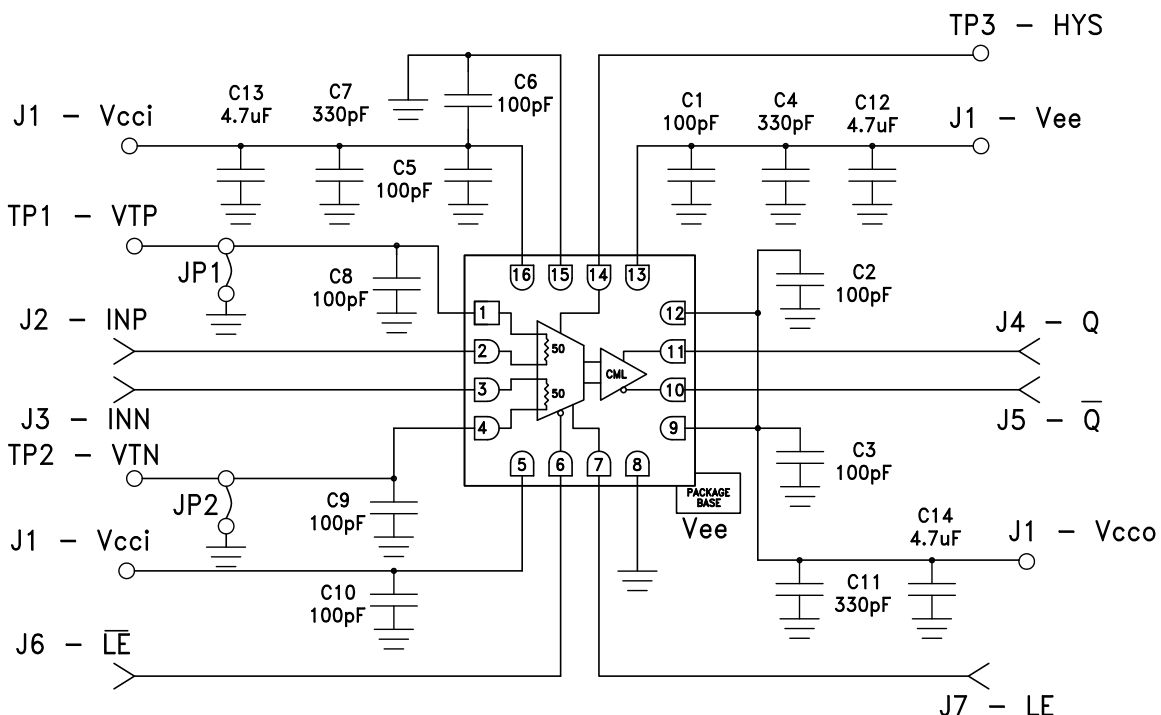 TP3 – HYS
C6
100pF
C13
4.7uF
C7
330pF
J1 – Vcci
C1
100pF
C4
330pF
C12
4.7uF
J1 – Vee
C5
100pF
TP1 – VTP
JP1
C8
100pF
16
15
14
13
C2
100pF
J2 – INP
1
2
3
4
50
50
CML
12
11
10
9
J4 – Q
J3 – INN
J5 – Q̅
TP2 – VTN
JP2
C9
100pF
5
6
7
8
C3
100pF
PACKAGE
BASE
Vee
J1 – Vcci
C14
4.7uF
J1 – Vcco
C10
100pF
C11
330pF
J6 – L̅E̅
J7 – LE